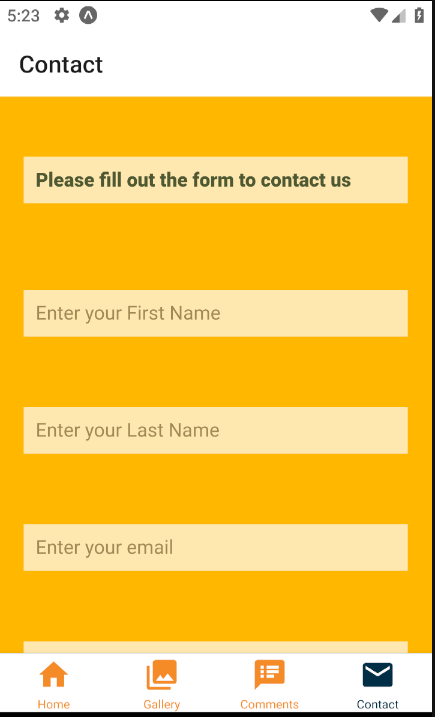 5:23
Contact
Please fill out the form to contact us
Enter your First Name
Enter your Last Name
Enter your email
Home
Gallery
Comments
Contact